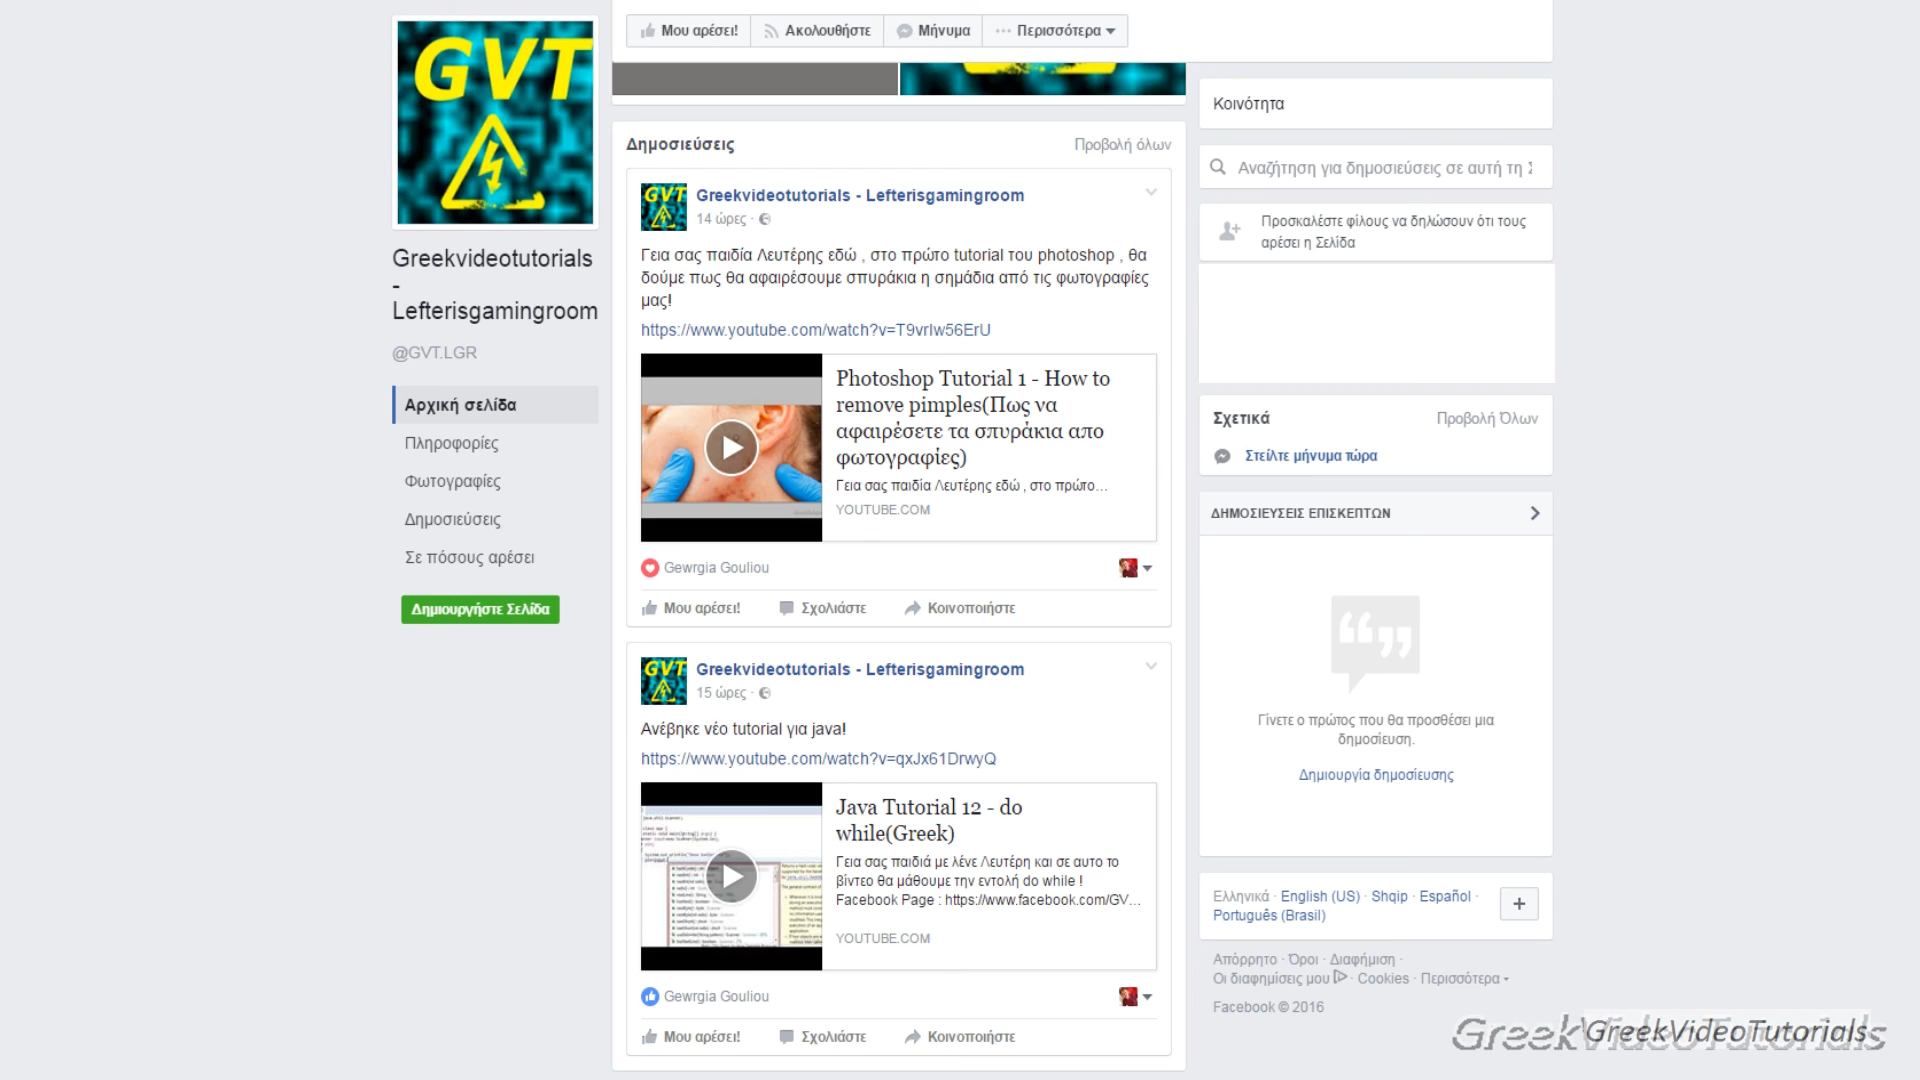 GVT
Greekvideotutorials
-
Lefterisgamingroom
@GVT.LGR
Αρχική σελίδα
Πληροφορίες
Φωτογραφίες
Δημοσιεύσεις
Σε πόσους αρέσει
Δημιουργήστε Σελίδα
Μου αρέσει! Ακολουθήστε Μήνυμα Περισσότερα
Δημοσιεύσεις Προβολή όλων
GVT
Greekvideotutorials - Lefterisgamingroom
14 ώρες ·
Γεια σας παιδία Λευτέρης εδώ , στο πρώτο tutorial του photoshop , θα
δούμε πως θα αφαιρέσουμε σπυράκια η σημάδια από τις φωτογραφίες
μας!
https://www.youtube.com/watch?v=T9vrIw56ErU
Photoshop Tutorial 1 - How to
remove pimples(Πως να
αφαιρέσετε τα σπυράκια απο
φωτογραφίες)
Γεια σας παιδία Λευτέρης εδώ , στο πρώτο...
YOUTUBE.COM
Gewrgia Gouliou
Μου αρέσει! Σχολιάστε Κοινοποιήστε
GVT
Greekvideotutorials - Lefterisgamingroom
15 ώρες ·
Ανέβηκε νέο tutorial για java!
https://www.youtube.com/watch?v=qxJx61DrwyQ
Java Tutorial 12 - do
while(Greek)
Γεια σας παιδιά με λένε Λευτέρη και σε αυτο το
βίντεο θα μάθουμε την εντολή do while !
Facebook Page : https://www.facebook.com/GV...
YOUTUBE.COM
Gewrgia Gouliou
Μου αρέσει! Σχολιάστε Κοινοποιήστε
Κοινότητα
Αναζήτηση για δημοσιεύσεις σε αυτή τη Σ
Προσκαλέστε φίλους να δηλώσουν ότι τους
αρέσει η Σελίδα
Σχετικά Προβολή Όλων
Στείλτε μήνυμα τώρα
ΔΗΜΟΣΙΕΥΣΕΙΣ ΕΠΙΣΚΕΠΤΩΝ
Γίνετε ο πρώτος που θα προσθέσει μια
δημοσίευση.
Δημιουργία δημοσίευσης
Ελληνικά · English (US) · Shqip · Español ·
Português (Brasil)
Απόρρητο · Όροι · Διαφήμιση ·
Οι διαφημίσεις μου · Cookies · Περισσότερα
Facebook © 2016
GreekVideoTutorials
GreekVideoTutorials